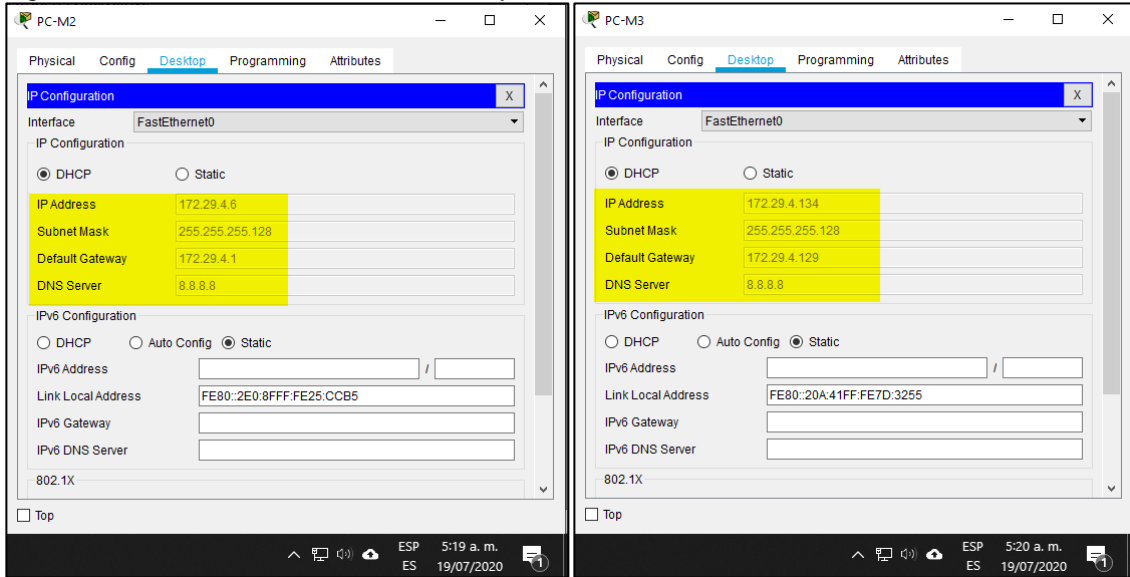 PC-M2
Physical Config Desktop Programming Attributes
IP Configuration X
Interface FastEthernet0
IP Configuration
DHCP Static
IP Address 172.29.4.6
Subnet Mask 255.255.255.128
Default Gateway 172.29.4.1
DNS Server 8.8.8.8
IPv6 Configuration
DHCP Auto Config Static
IPv6 Address /
Link Local Address FE80::2E0:8FFF:FE25:CCB5
IPv6 Gateway
IPv6 DNS Server
802.1X
Top
ESP 5:19 a. m.
ES 19/07/2020 1
PC-M3
Physical Config Desktop Programming Attributes
IP Configuration X
Interface FastEthernet0
IP Configuration
DHCP Static
IP Address 172.29.4.134
Subnet Mask 255.255.255.128
Default Gateway 172.29.4.129
DNS Server 8.8.8.8
IPv6 Configuration
DHCP Auto Config Static
IPv6 Address /
Link Local Address FE80::20A:41FF:FE7D:3255
IPv6 Gateway
IPv6 DNS Server
802.1X
Top
ESP 5:20 a. m.
ES 19/07/2020 1